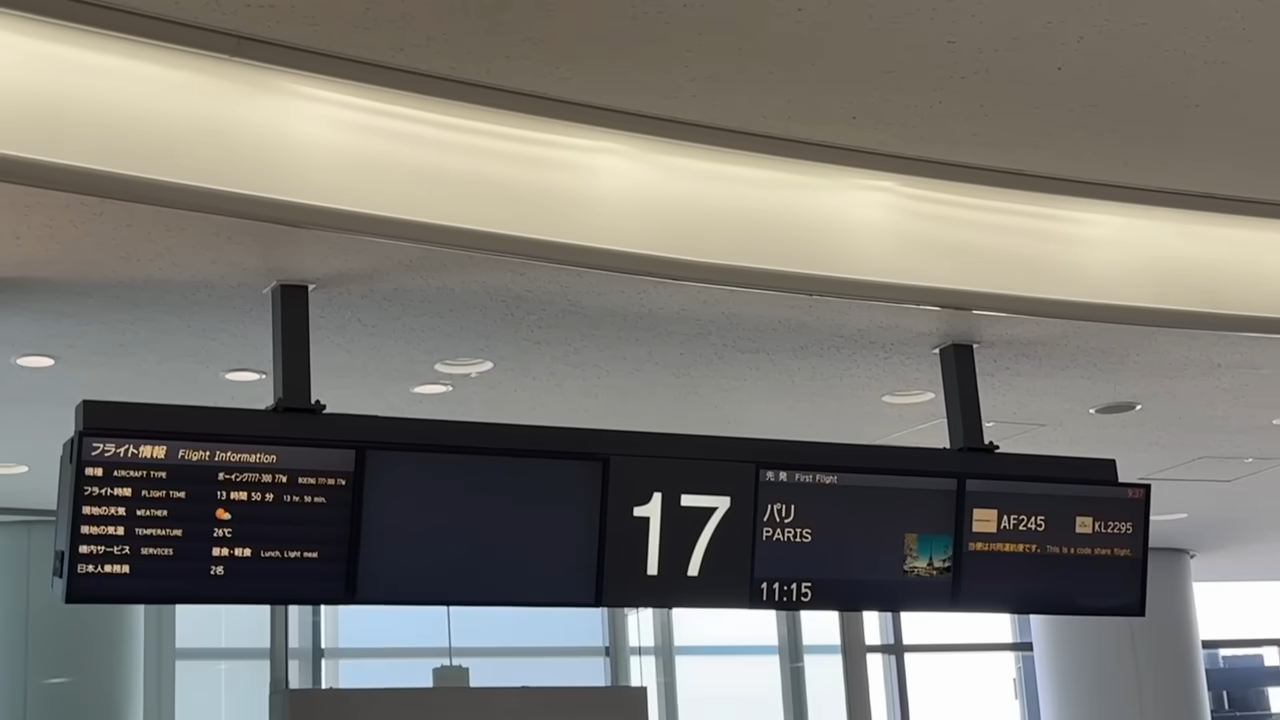 フライト情報 Flight Information
機種 AIRCRAFT TYPE ボーイング777-300 77W BOEING 777-300 77W
フライト時間 FLIGHT TIME 13 時間 50 分 13 hr. 50 min.
現地の天気 WEATHER
現地の気温 TEMPERATURE 26℃
機内サービス SERVICES 昼食・軽食 Lunch, Light meal
日本人乗務員 2名
17
先発 First Flight
パリ
PARIS
11:15
9:37
AF245 KL2295
当便は共同運航便です。 This is a code share flight.